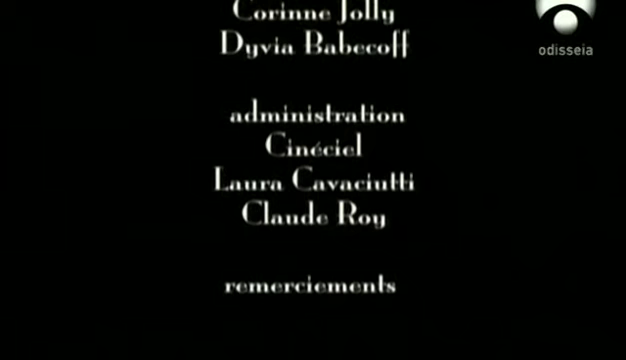 Corinne Jolly
Dyvia Babecoff
administration
Cinéciel
Laura Cavaciutti
Claude Roy
remerciements
odisseia